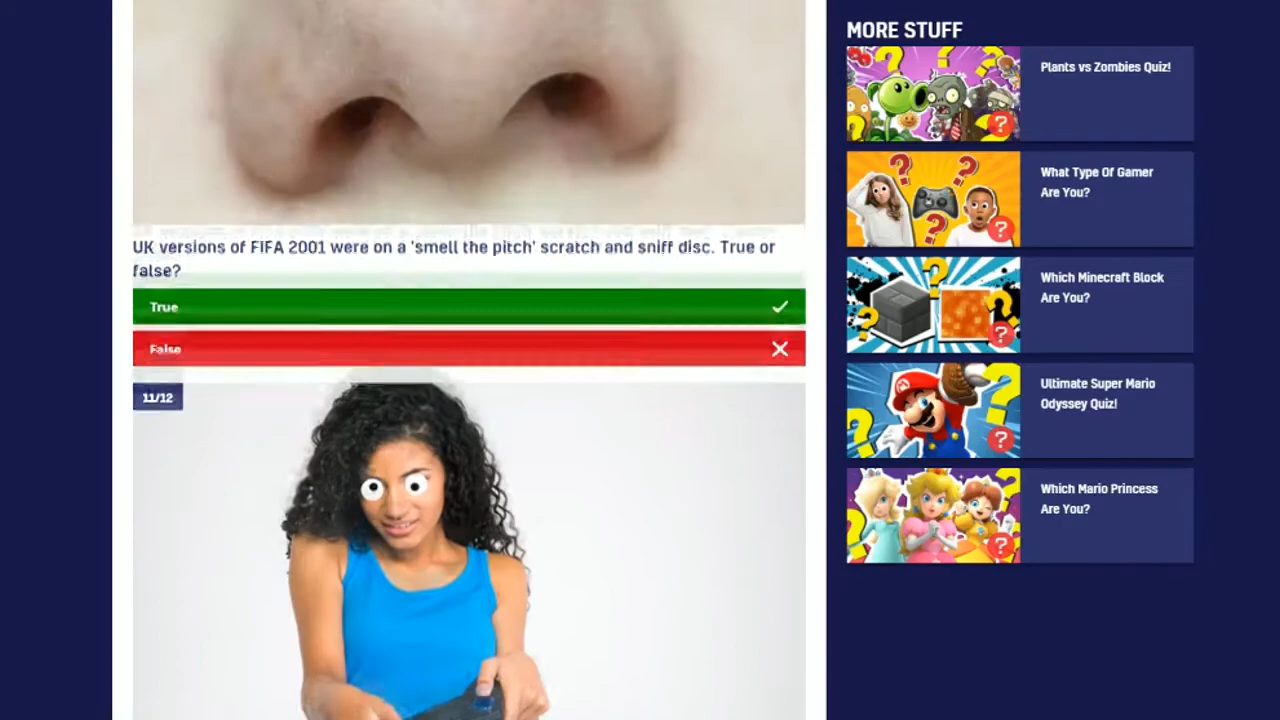 UK versions of FIFA 2001 were on a 'smell the pitch' scratch and sniff disc. True or
false?
True
False
11/12
MORE STUFF
Plants vs Zombies Quiz!
What Type Of Gamer
Are You?
Which Minecraft Block
Are You?
Ultimate Super Mario
Odyssey Quiz!
Which Mario Princess
Are You?